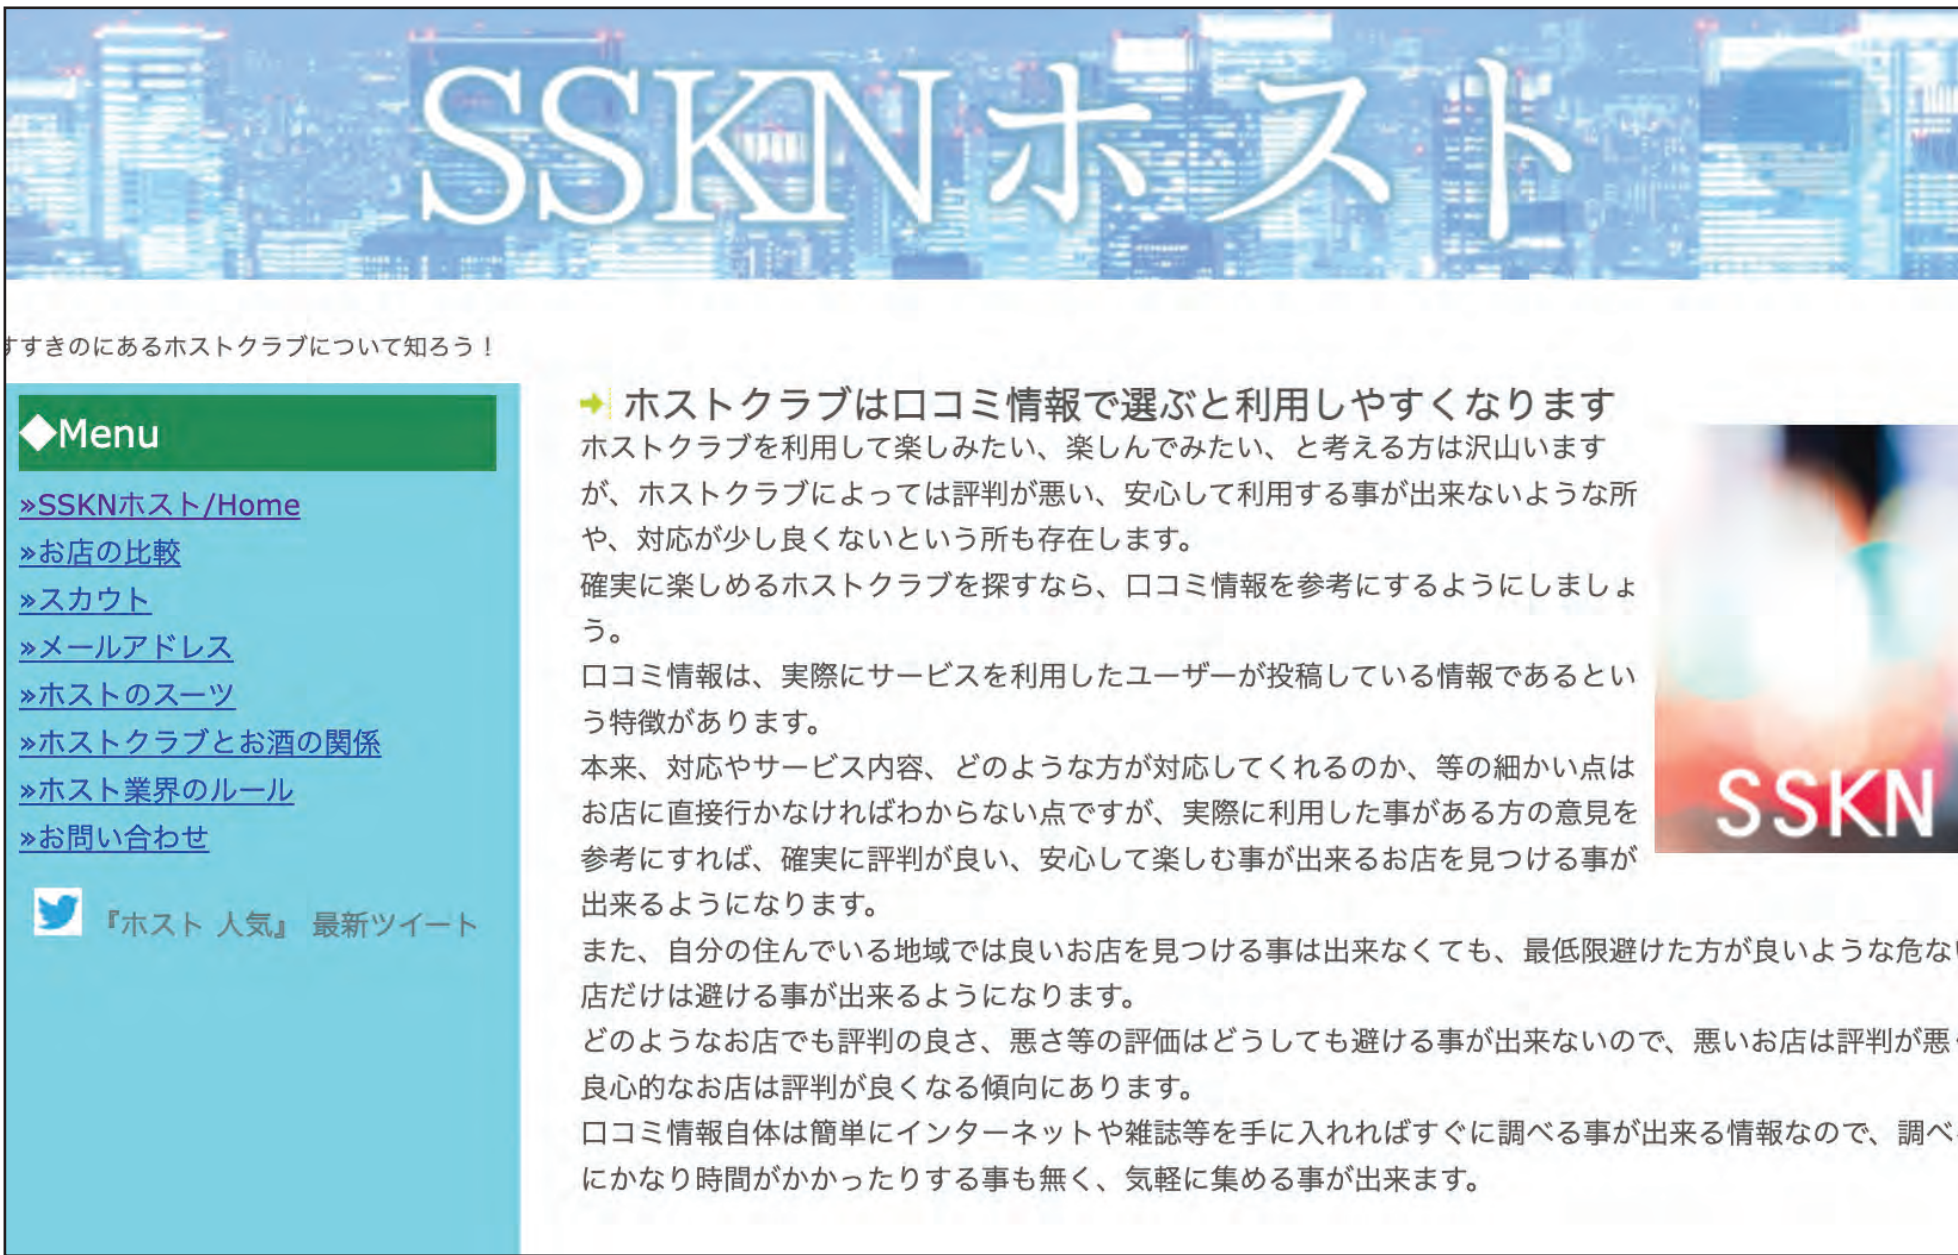 SSKNホスト
すすきのにあるホストクラブについて知ろう！
◆Menu
»SSKNホスト/Home
»お店の比較
»スカウト
»メールアドレス
»ホストのスーツ
»ホストクラブとお酒の関係
»ホスト業界のルール
»お問い合わせ
『ホスト 人気』 最新ツイート
ホストクラブは口コミ情報で選ぶと利用しやすくなります
ホストクラブを利用して楽しみたい、楽しんでみたい、と考える方は沢山います
が、ホストクラブによっては評判が悪い、安心して利用する事が出来ないような所
や、対応が少し良くないという所も存在します。
確実に楽しめるホストクラブを探すなら、口コミ情報を参考にするようにしましょ
う。
口コミ情報は、実際にサービスを利用したユーザーが投稿している情報であるとい
う特徴があります。
本来、対応やサービス内容、どのような方が対応してくれるのか、等の細かい点は
お店に直接行かなければわからない点ですが、実際に利用した事がある方の意見を
参考にすれば、確実に評判が良い、安心して楽しむ事が出来るお店を見つける事が
出来るようになります。
また、自分の住んでいる地域では良いお店を見つける事は出来なくても、最低限避けた方が良いような危ない
店だけは避ける事が出来るようになります。
どのようなお店でも評判の良さ、悪さ等の評価はどうしても避ける事が出来ないので、悪いお店は評判が悪く
良心的なお店は評判が良くなる傾向にあります。
口コミ情報自体は簡単にインターネットや雑誌等を手に入れればすぐに調べる事が出来る情報なので、調べ
にかなり時間がかかったりする事も無く、気軽に集める事が出来ます。
SSKN